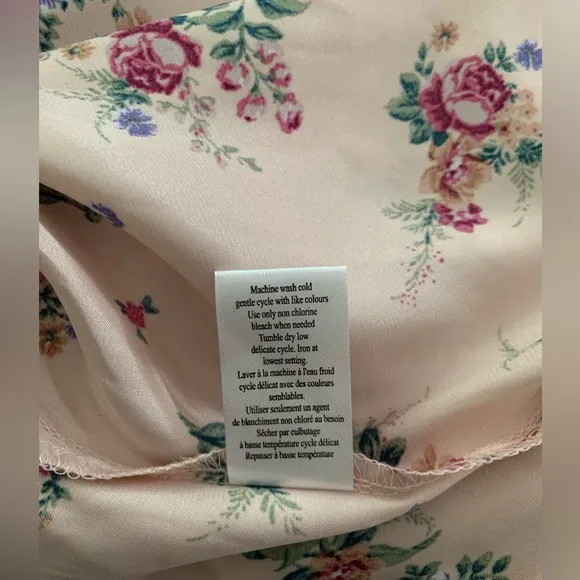 Machine wash cold
gentle cycle with like colours
Use only non chlorine
bleach when needed
Tumble dry low
delicate cycle. Iron at
lowest setting.
Laver à la machine à l'eau froid
cycle délicat avec des couleurs
semblables.
Utiliser seulement un agent
de blanchiment non chloré au besoin
Sécher par culbutage
à basse température cycle délicat
Repasser à basse température